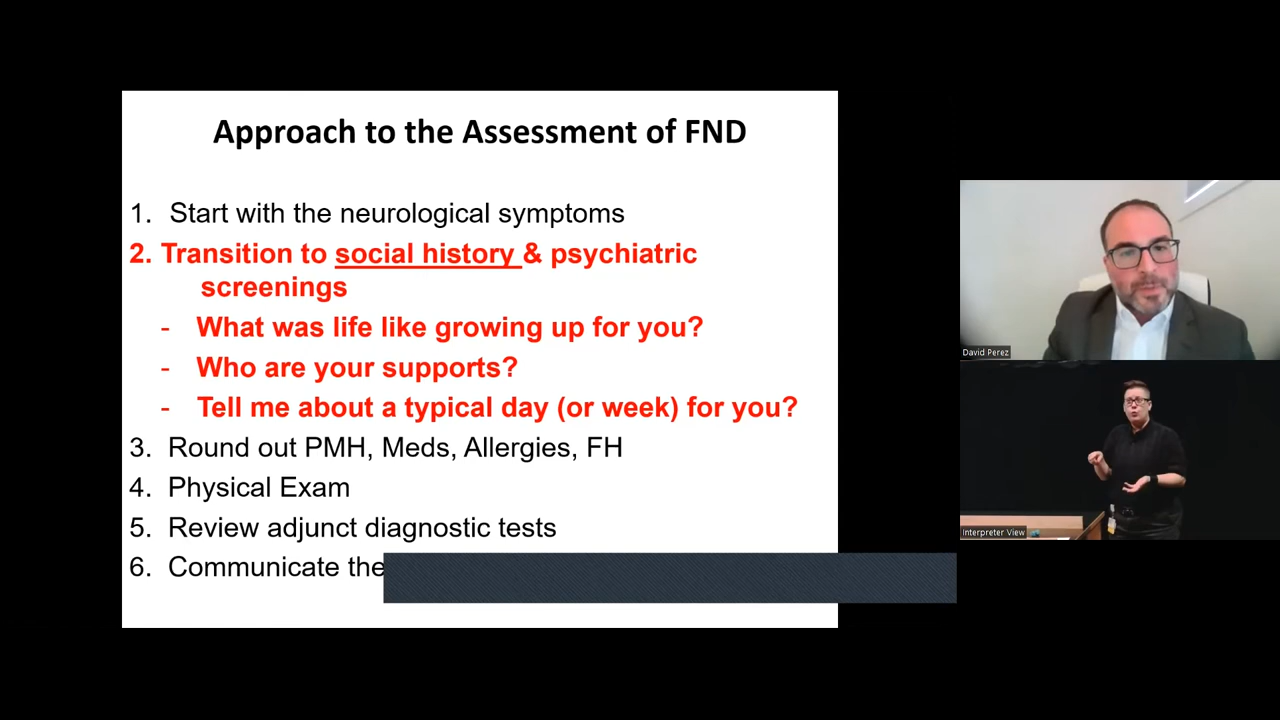 Approach to the Assessment of FND
1. Start with the neurological symptoms
2. Transition to social history & psychiatric
screenings
- What was life like growing up for you?
- Who are your supports?
- Tell me about a typical day (or week) for you?
3. Round out PMH, Meds, Allergies, FH
4. Physical Exam
5. Review adjunct diagnostic tests
6. Communicate the
David Perez
Interpreter View